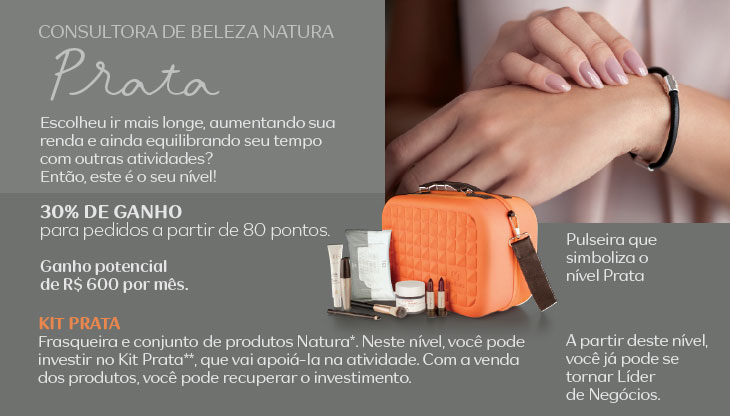 CONSULTORA DE BELEZA NATURA
Prata
Escolheu ir mais longe, aumentando sua
renda e ainda equilibrando seu tempo
com outras atividades?
Então, este é o seu nível!
30% DE GANHO
para pedidos a partir de 80 pontos.
Ganho potencial
de R$ 600 por mês.
KIT PRATA
Frasqueira e conjunto de produtos Natura*. Neste nível, você pode
investir no Kit Prata**, que vai apoiá-la na atividade. Com a venda
dos produtos, você pode recuperar o investimento.
Pulseira que
simboliza o
nível Prata
A partir deste nível,
você já pode se
tornar Líder
de Negócios.